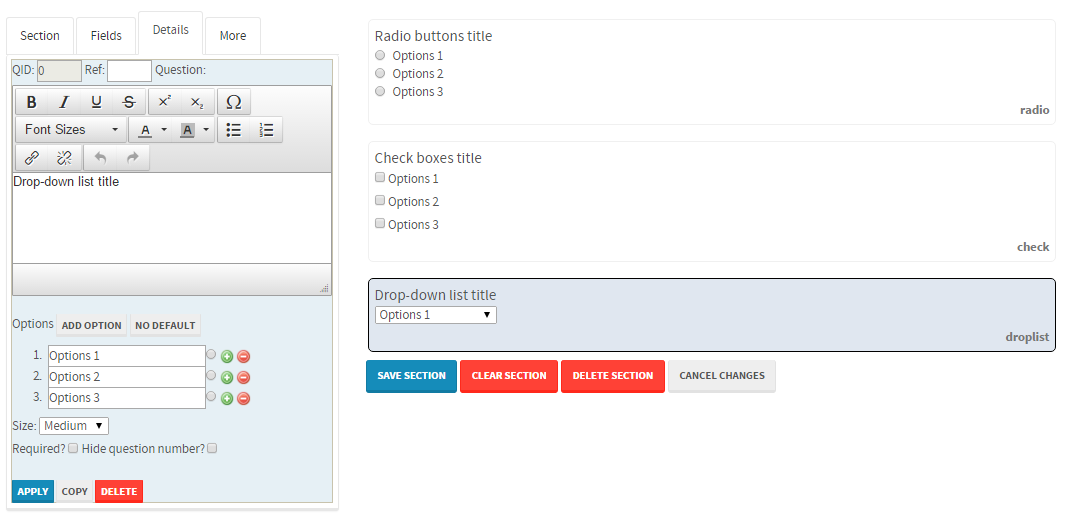 Section Fields Details More
QID: 0 Ref: Question:
B I U S x² x₂ Ω
Font Sizes A A
Drop-down list title
Options ADD OPTION NO DEFAULT
1. Options 1
2. Options 2
3. Options 3
Size: Medium
Required? Hide question number?
APPLY COPY DELETE
Radio buttons title
Options 1
Options 2
Options 3
radio
Check boxes title
Options 1
Options 2
Options 3
check
Drop-down list title
Options 1
droplist
SAVE SECTION CLEAR SECTION DELETE SECTION CANCEL CHANGES